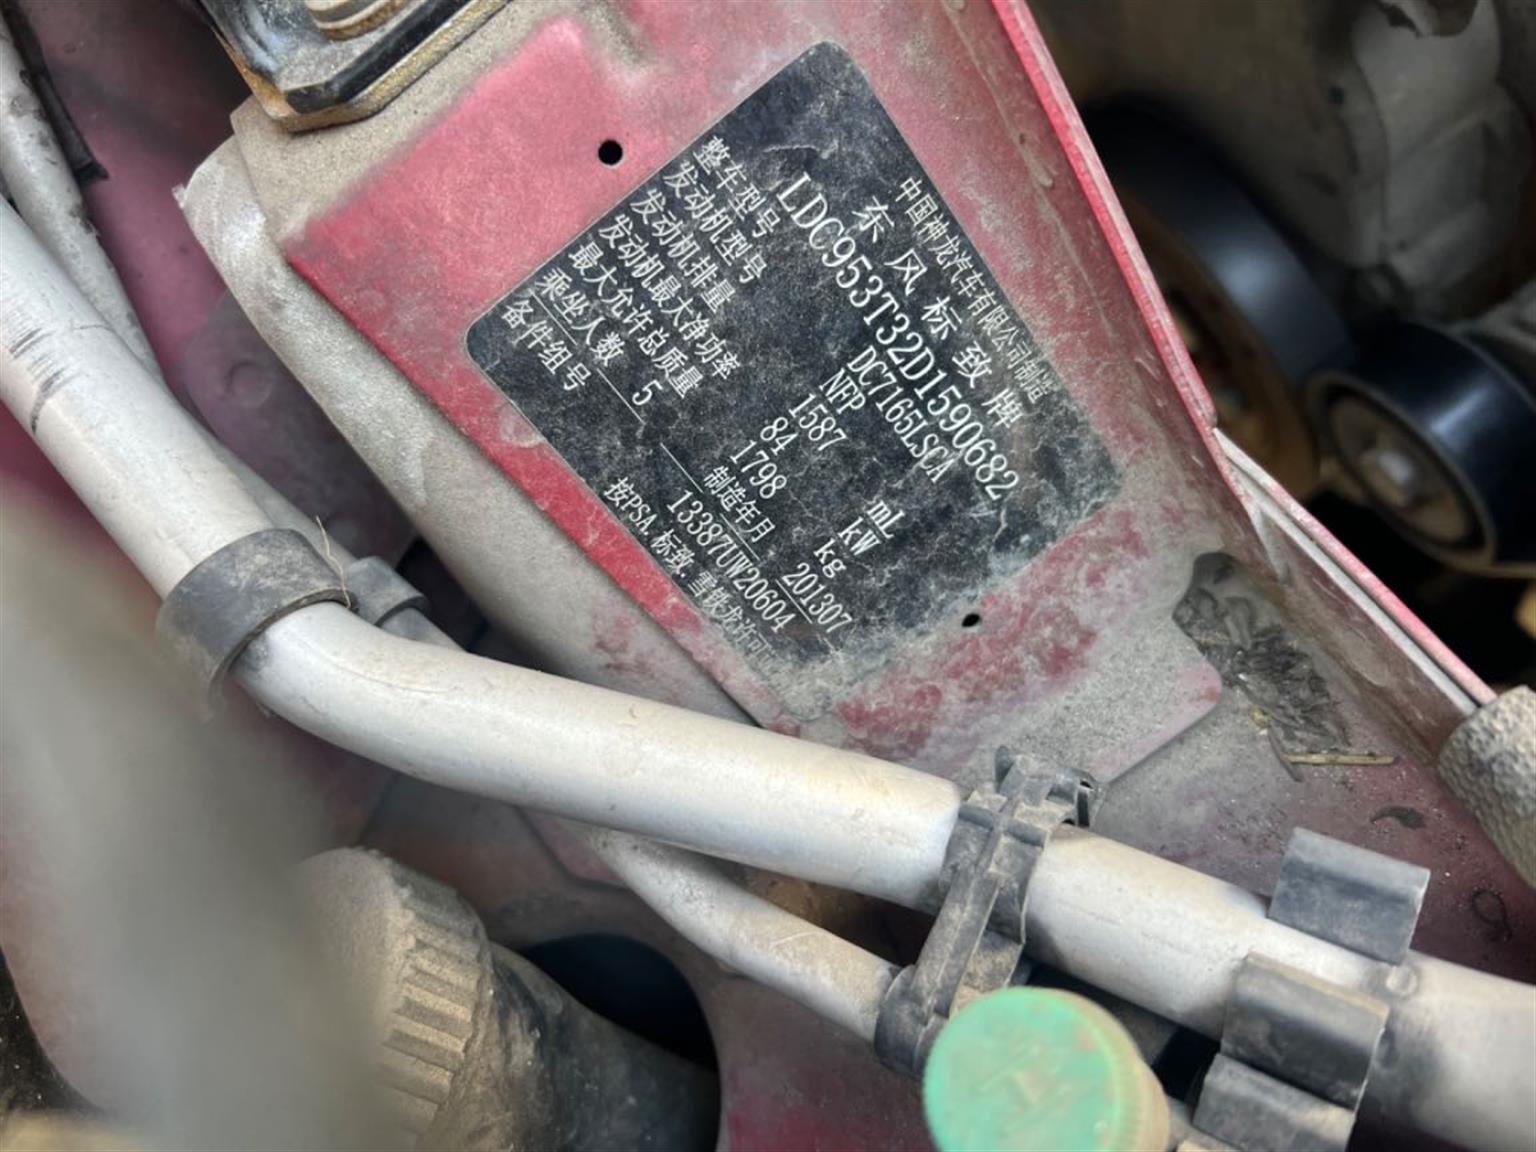 中国神龙汽车有限公司制造
东风标致牌
LDC953T32D1590682
整车型号 DC7165LSCA
发动机型号 NFP
发动机排量 1587 mL
发动机最大净功率 84 kW
最大允许总质量 1798 kg
乘坐人数 5 制造年月 201307
备件组号 13387UW20604
按PSA 标致 雪铁龙许可